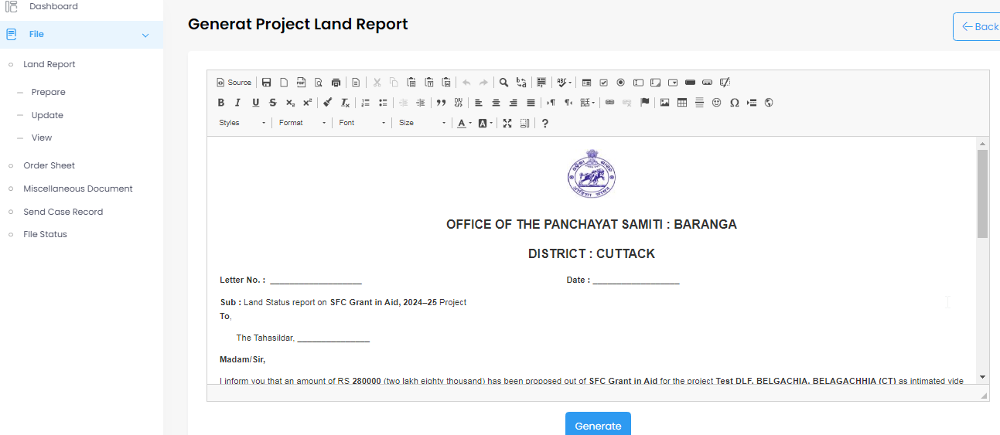 Dashboard
File
Land Report
Prepare
Update
View
Order Sheet
Miscellaneous Document
Send Case Record
FIle Status
Generat Project Land Report
Back
Source
Styles
Format
Font
Size
OFFICE OF THE PANCHAYAT SAMITI : BARANGA
DISTRICT : CUTTACK
Letter No. : ___________________ Date : __________________
Sub : Land Status report on SFC Grant in Aid, 2024–25 Project
To,
The Tahasildar, _______________
Madam/Sir,
I inform you that an amount of RS 280000 (two lakh eighty thousand) has been proposed out of SFC Grant in Aid for the project Test DLF, BELGACHIA, BELAGACHHIA (CT) as intimated vide
Generate